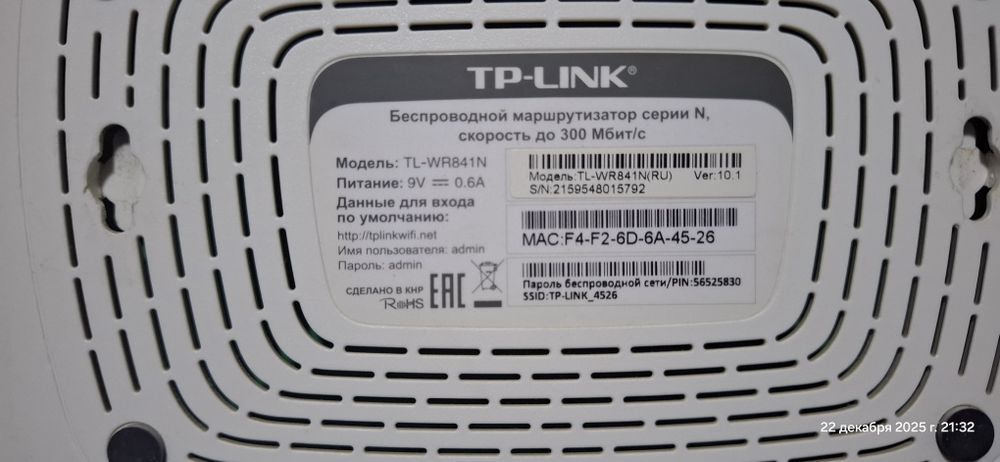 TP-LINK®
Беспроводной маршрутизатор серии N,
скорость до 300 Мбит/с
Модель: TL-WR841N
Питание: 9V ⎓ 0.6A
Данные для входа
по умолчанию:
http://tplinkwifi.net
Имя пользователя: admin
Пароль: admin
СДЕЛАНО В КНР
RoHS
EAC
Модель:TL-WR841N(RU) Ver:10.1
S/N:2159548015792
MAC:F4-F2-6D-6A-45-26
Пароль беспроводной сети/PIN:56525830
SSID:TP-LINK_4526
22 декабря 2025 г. 21:32